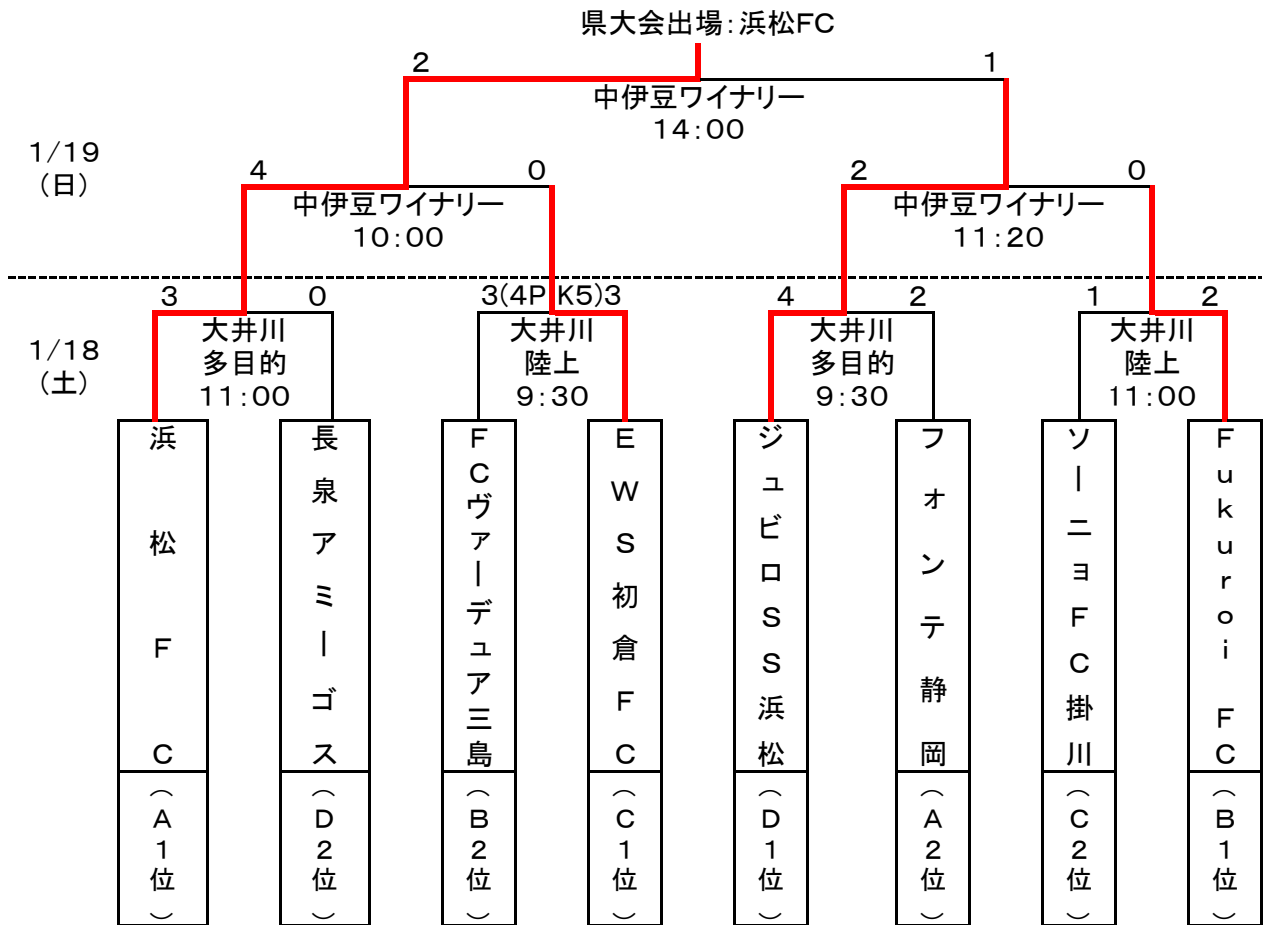 県大会出場：浜松FC
2
1
中伊豆ワイナリー
14：00
1/19
（日）
4
0
2
0
中伊豆ワイナリー
10：00
中伊豆ワイナリー
11：20
3
0
3(4PK5)3
4
2
1
2
1/18
（土）
大井川
多目的
11：00
大井川
陸上
9：30
大井川
多目的
9：30
大井川
陸上
11：00
浜松FC
長泉アミーゴス
FCヴァーデュア三島
EWS初倉FC
ジュビロSS浜松
フォンテ静岡
ソーニョFC掛川
Fukuroi FC
（A1位）
（D2位）
（B2位）
（C1位）
（D1位）
（A2位）
（C2位）
（B1位）